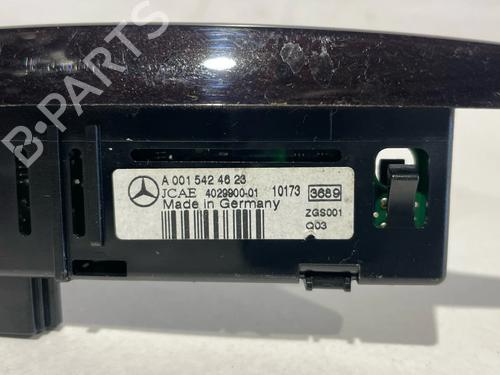 B-PARTS
A 001 542 46 23
JCAE 4029900-01 10173 3689
Made in Germany
ZGS001
Q03